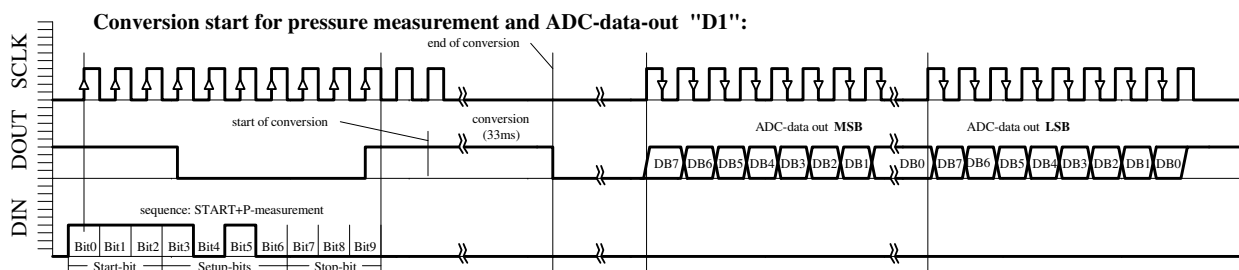 Conversion start for pressure measurement and ADC-data-out "D1":
end of conversion
SCLK
start of conversion
conversion
(33ms)
ADC-data out MSB
ADC-data out LSB
DOUT
DB7 DB6 DB5 DB4 DB3 DB2 DB1 DB0 DB7 DB6 DB5 DB4 DB3 DB2 DB1 DB0
sequence: START+P-measurement
DIN
Bit0 Bit1 Bit2 Bit3 Bit4 Bit5 Bit6 Bit7 Bit8 Bit9
Start-bit Setup-bits Stop-bit